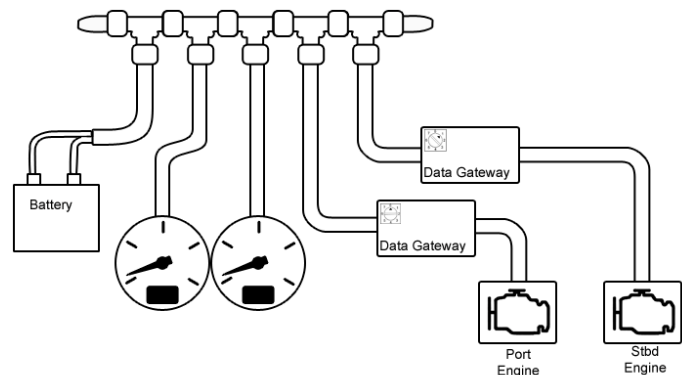 Data Gateway
Battery
Data Gateway
Port
Engine
Stbd
Engine